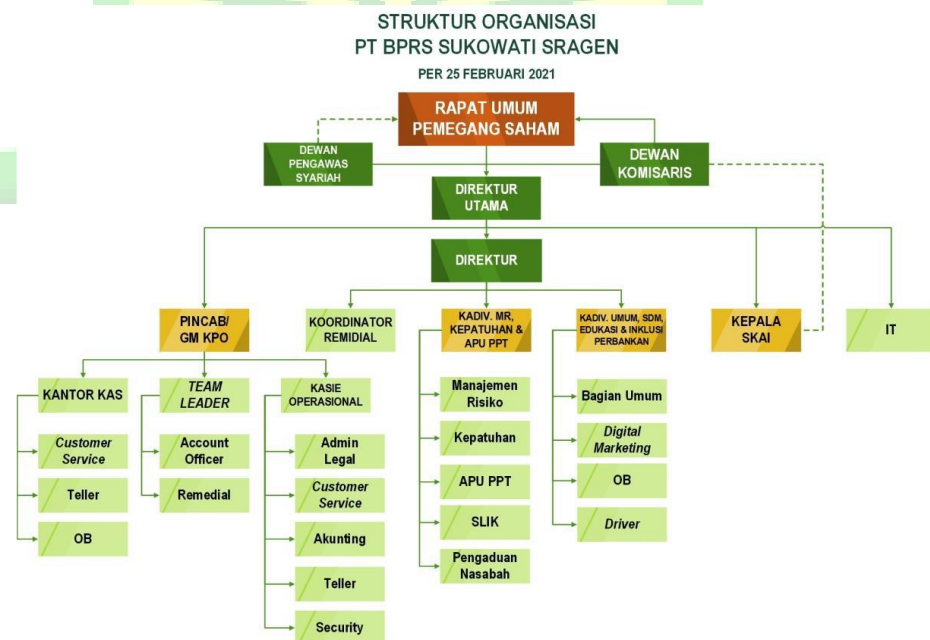 STRUKTUR ORGANISASI
PT BPRS SUKOWATI SRAGEN
PER 25 FEBRUARI 2021
RAPAT UMUM
PEMEGANG SAHAM
DEWAN
PENGAWAS
SYARIAH
DEWAN
KOMISARIS
DIREKTUR
UTAMA
DIREKTUR
PINCAB/
GM KPO
KOORDINATOR
REMIDIAL
KADIV. MR,
KEPATUHAN &
APU PPT
KADIV. UMUM, SDM,
EDUKASI & INKLUSI
PERBANKAN
KEPALA
SKAI
IT
KANTOR KAS
Customer
Service
Teller
OB
TEAM
LEADER
Account
Officer
Remedial
KASIE
OPERASIONAL
Admin
Legal
Customer
Service
Akunting
Teller
Security
Manajemen
Risiko
Kepatuhan
APU PPT
SLIK
Pengaduan
Nasabah
Bagian Umum
Digital
Marketing
OB
Driver